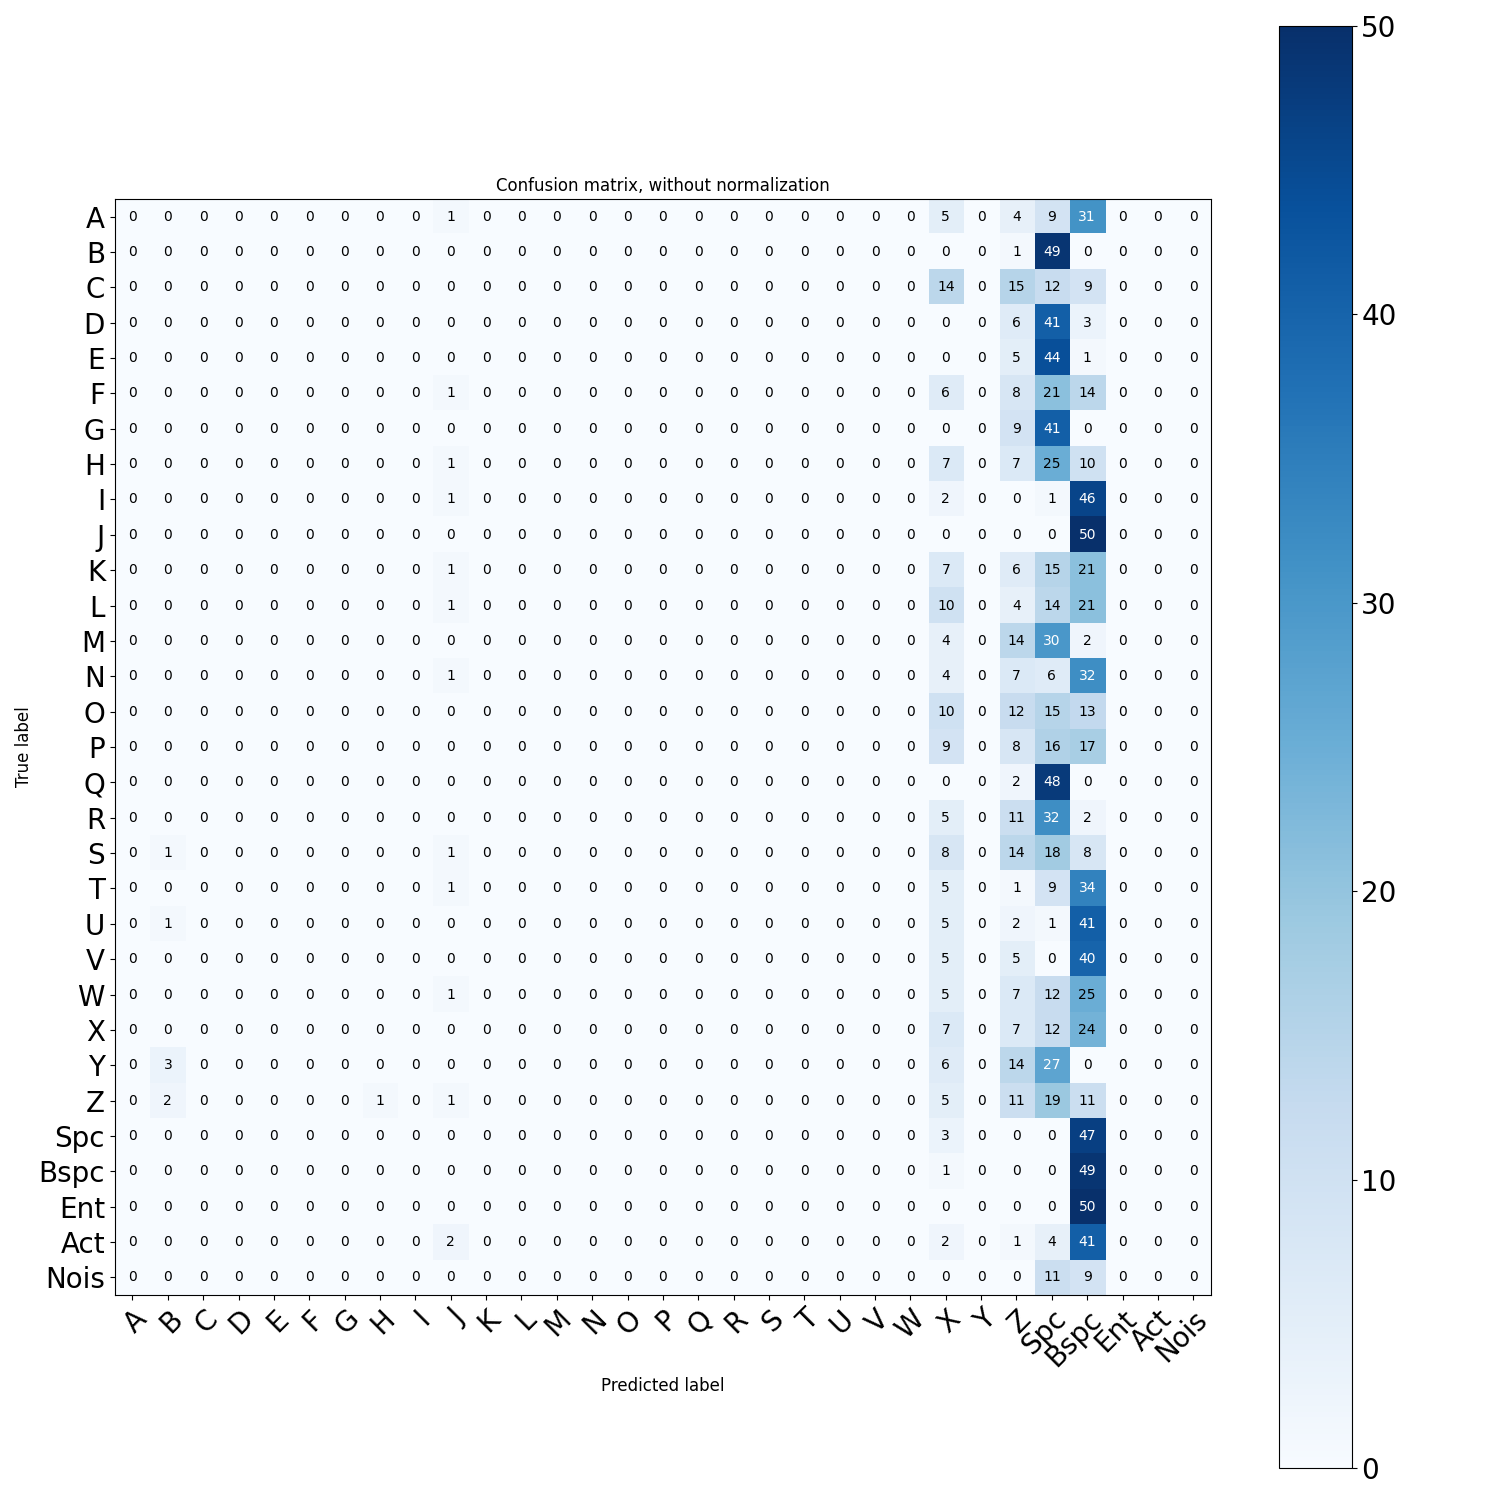 Confusion matrix, without normalization
A 0 0 0 0 0 0 0 0 0 1 0 0 0 0 0 0 0 0 0 0 0 0 0 5 0 4 9 31 0 0 0
B 0 0 0 0 0 0 0 0 0 0 0 0 0 0 0 0 0 0 0 0 0 0 0 0 0 1 49 0 0 0 0
C 0 0 0 0 0 0 0 0 0 0 0 0 0 0 0 0 0 0 0 0 0 0 0 14 0 15 12 9 0 0 0
D 0 0 0 0 0 0 0 0 0 0 0 0 0 0 0 0 0 0 0 0 0 0 0 0 0 6 41 3 0 0 0
E 0 0 0 0 0 0 0 0 0 0 0 0 0 0 0 0 0 0 0 0 0 0 0 0 0 5 44 1 0 0 0
F 0 0 0 0 0 0 0 0 0 1 0 0 0 0 0 0 0 0 0 0 0 0 0 6 0 8 21 14 0 0 0
G 0 0 0 0 0 0 0 0 0 0 0 0 0 0 0 0 0 0 0 0 0 0 0 0 0 9 41 0 0 0 0
H 0 0 0 0 0 0 0 0 0 1 0 0 0 0 0 0 0 0 0 0 0 0 0 7 0 7 25 10 0 0 0
I 0 0 0 0 0 0 0 0 0 1 0 0 0 0 0 0 0 0 0 0 0 0 0 2 0 0 1 46 0 0 0
J 0 0 0 0 0 0 0 0 0 0 0 0 0 0 0 0 0 0 0 0 0 0 0 0 0 0 0 50 0 0 0
K 0 0 0 0 0 0 0 0 0 1 0 0 0 0 0 0 0 0 0 0 0 0 0 7 0 6 15 21 0 0 0
L 0 0 0 0 0 0 0 0 0 1 0 0 0 0 0 0 0 0 0 0 0 0 0 10 0 4 14 21 0 0 0
M 0 0 0 0 0 0 0 0 0 0 0 0 0 0 0 0 0 0 0 0 0 0 0 4 0 14 30 2 0 0 0
N 0 0 0 0 0 0 0 0 0 1 0 0 0 0 0 0 0 0 0 0 0 0 0 4 0 7 6 32 0 0 0
O 0 0 0 0 0 0 0 0 0 0 0 0 0 0 0 0 0 0 0 0 0 0 0 10 0 12 15 13 0 0 0
P 0 0 0 0 0 0 0 0 0 0 0 0 0 0 0 0 0 0 0 0 0 0 0 9 0 8 16 17 0 0 0
Q 0 0 0 0 0 0 0 0 0 0 0 0 0 0 0 0 0 0 0 0 0 0 0 0 0 2 48 0 0 0 0
R 0 0 0 0 0 0 0 0 0 0 0 0 0 0 0 0 0 0 0 0 0 0 0 5 0 11 32 2 0 0 0
S 0 1 0 0 0 0 0 0 0 1 0 0 0 0 0 0 0 0 0 0 0 0 0 8 0 14 18 8 0 0 0
T 0 0 0 0 0 0 0 0 0 1 0 0 0 0 0 0 0 0 0 0 0 0 0 5 0 1 9 34 0 0 0
U 0 1 0 0 0 0 0 0 0 0 0 0 0 0 0 0 0 0 0 0 0 0 0 5 0 2 1 41 0 0 0
V 0 0 0 0 0 0 0 0 0 0 0 0 0 0 0 0 0 0 0 0 0 0 0 5 0 5 0 40 0 0 0
W 0 0 0 0 0 0 0 0 0 1 0 0 0 0 0 0 0 0 0 0 0 0 0 5 0 7 12 25 0 0 0
X 0 0 0 0 0 0 0 0 0 0 0 0 0 0 0 0 0 0 0 0 0 0 0 7 0 7 12 24 0 0 0
Y 0 3 0 0 0 0 0 0 0 0 0 0 0 0 0 0 0 0 0 0 0 0 0 6 0 14 27 0 0 0 0
Z 0 2 0 0 0 0 0 1 0 1 0 0 0 0 0 0 0 0 0 0 0 0 0 5 0 11 19 11 0 0 0
Spc 0 0 0 0 0 0 0 0 0 0 0 0 0 0 0 0 0 0 0 0 0 0 0 3 0 0 0 47 0 0 0
Bspc 0 0 0 0 0 0 0 0 0 0 0 0 0 0 0 0 0 0 0 0 0 0 0 1 0 0 0 49 0 0 0
Ent 0 0 0 0 0 0 0 0 0 0 0 0 0 0 0 0 0 0 0 0 0 0 0 0 0 0 0 50 0 0 0
Act 0 0 0 0 0 0 0 0 0 2 0 0 0 0 0 0 0 0 0 0 0 0 0 2 0 1 4 41 0 0 0
Nois 0 0 0 0 0 0 0 0 0 0 0 0 0 0 0 0 0 0 0 0 0 0 0 0 0 0 11 9 0 0 0
A B C D E F G H I J K L M N O P Q R S T U V W X Y Z Spc Bspc Ent Act Nois
Predicted label
True label
50
40
30
20
10
0